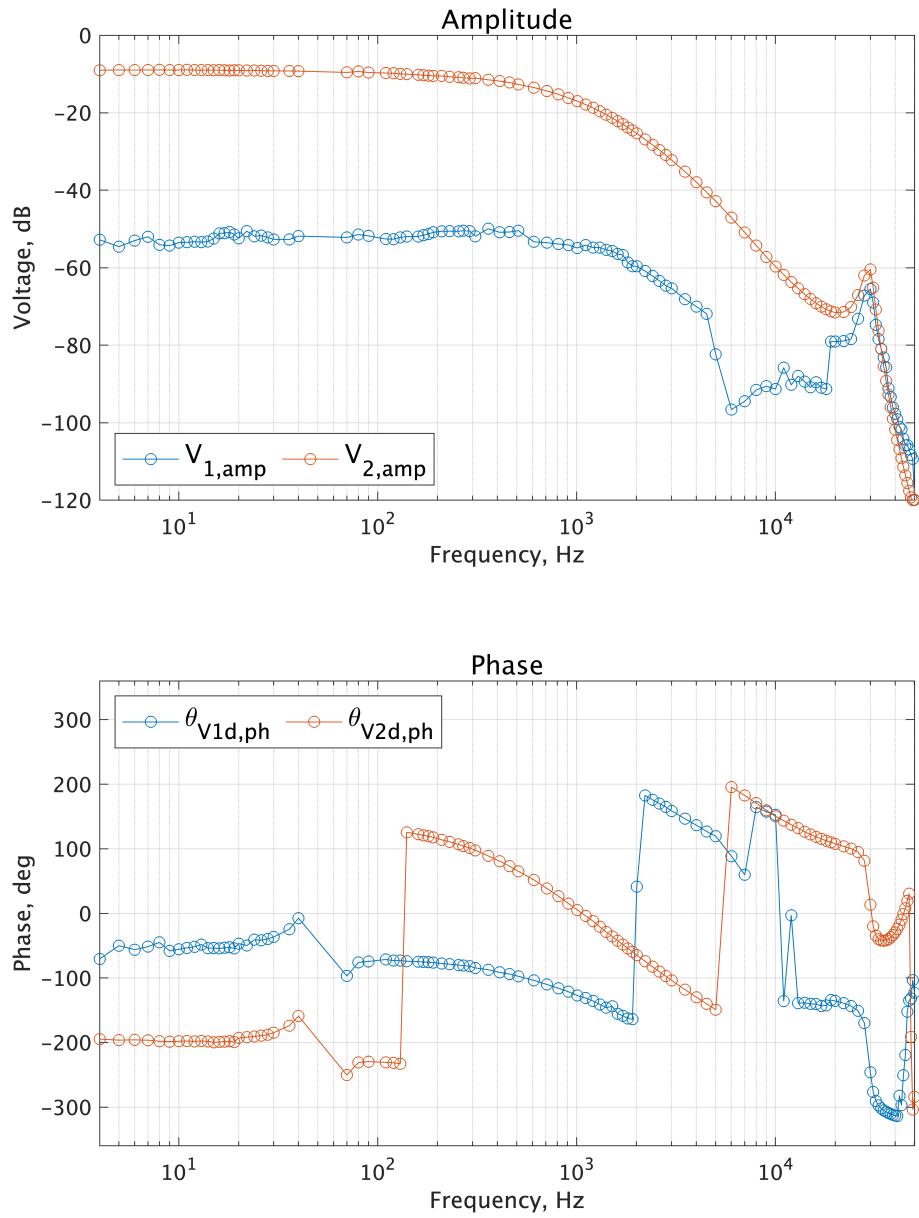 Amplitude
0
-20
-40
-60
-80
-100
-120
Voltage, dB
V1,amp V2,amp
10^1 10^2 10^3 10^4
Frequency, Hz
Phase
300
200
100
0
-100
-200
-300
Phase, deg
θV1d,ph θV2d,ph
10^1 10^2 10^3 10^4
Frequency, Hz